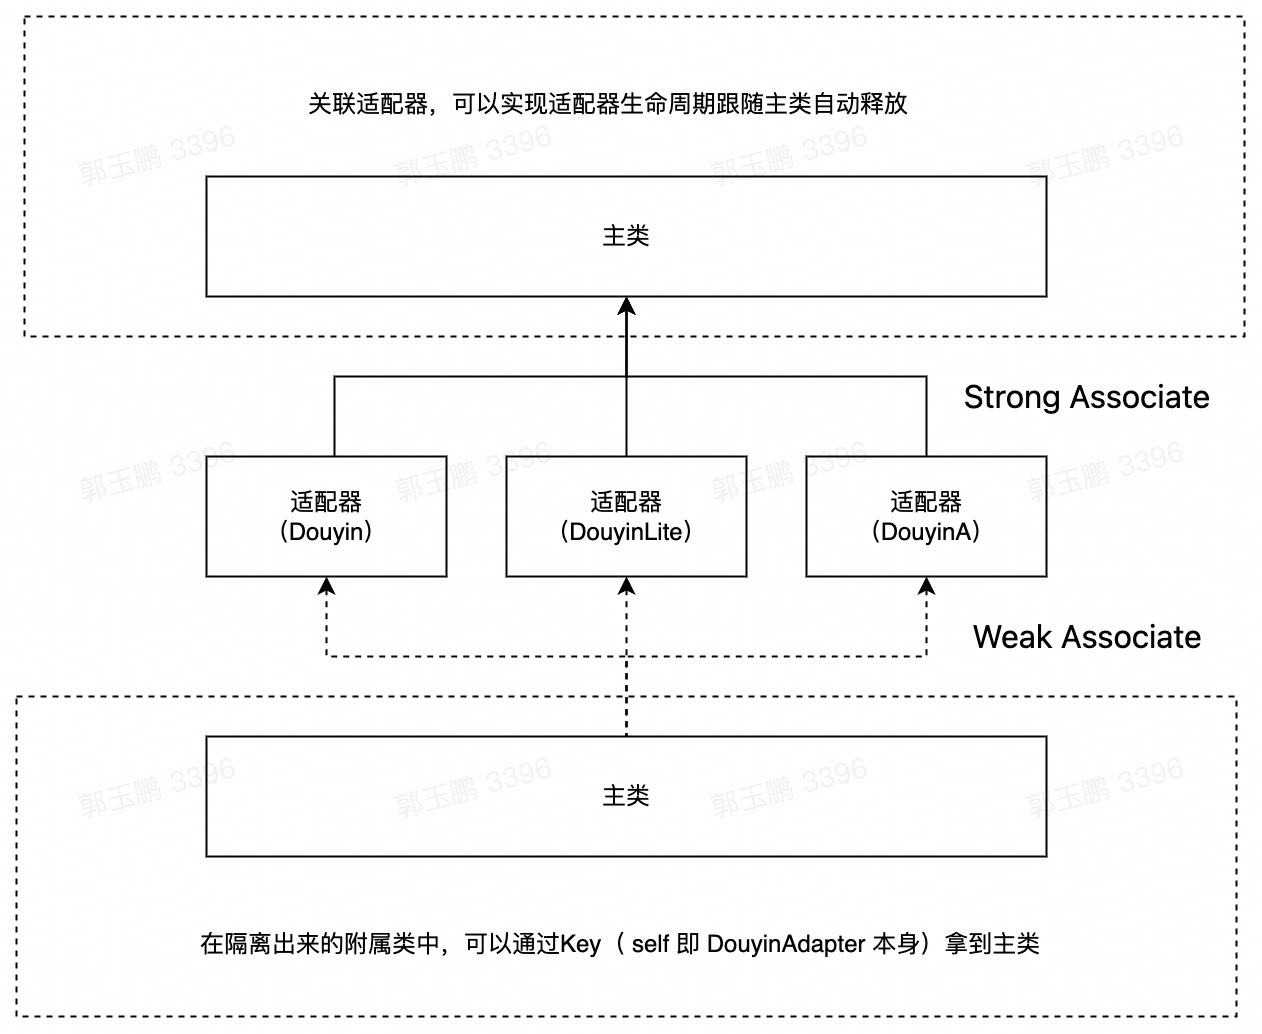 关联适配器，可以实现适配器生命周期跟随主类自动释放
郭玉鹏 3396 郭玉鹏 3396 郭玉鹏 3396 郭玉鹏 3396
主类
Strong Associate
郭玉鹏 3396 郭玉鹏 3396 郭玉鹏 3396 郭玉鹏 3396
适配器
（Douyin）
适配器
（DouyinLite）
适配器
（DouyinA）
Weak Associate
郭玉鹏 3396 郭玉鹏 3396 郭玉鹏 3396 郭玉鹏 3396
主类
在隔离出来的附属类中，可以通过Key（ self 即 DouyinAdapter 本身）拿到主类